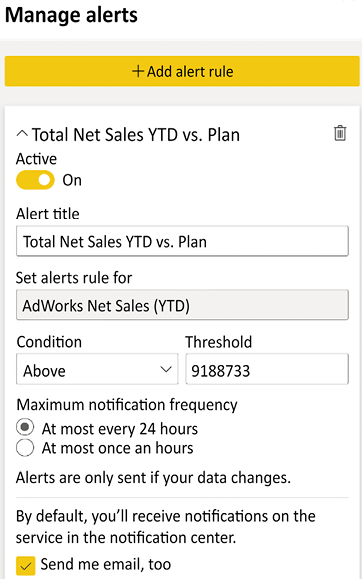 Manage alerts
+ Add alert rule
Total Net Sales YTD vs. Plan
Active
On
Alert title
Total Net Sales YTD vs. Plan
Set alerts rule for
AdWorks Net Sales (YTD)
Condition Threshold
Above 9188733
Maximum notification frequency
At most every 24 hours
At most once an hours
Alerts are only sent if your data changes.
By default, you'll receive notifications on the
service in the notification center.
Send me email, too